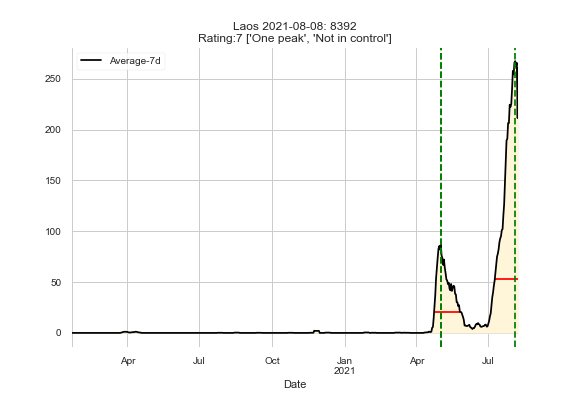 Laos 2021-08-08: 8392
Rating:7 ['One peak', 'Not in control']
Average-7d
250
200
150
100
50
0
Apr
Jul
Oct
Jan
2021
Apr
Jul
Date